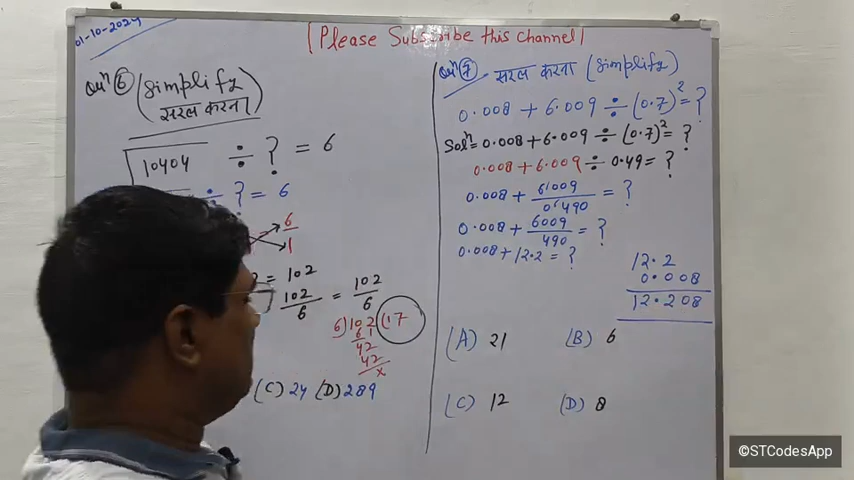 01-10-2024
[Please Subscribe this channel]
Quⁿ ⑥ (Simplify
सरल करना)
√10404 ÷ ? = 6
÷ ? = 6
6
1
2 = 102
102/6 = 102/6
6)102(17
6↓
42
42
x
(C) 24 (D) 289
Quⁿ ⑦ सरल करना (Simplify)
0.008 + 6.009 ÷ (0.7)² = ?
Solⁿ = 0.008 + 6.009 ÷ (0.7)² = ?
0.008 + 6.009 ÷ 0.49 = ?
0.008 + 6.009/0.490 = ?
0.008 + 6009/490 = ?
0.008 + 12.2 = ?
12.2
0.008
12.208
(A) 21 (B) 6
(C) 12 (D) 8
©STCodesApp